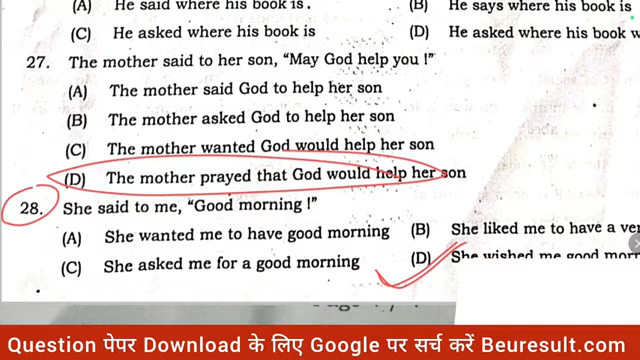 (A) He said where his book is. (B) He says where his book is
(C) He asked where his book is (D) He asked where his book
27. The mother said to her son, "May God help you !"
(A) The mother said God to help her son
(B) The mother asked God to help her son
(C) The mother wanted God would help her son
(D) The mother prayed that God would help her son
28. She said to me, "Good morning !"
(A) She wanted me to have good morning (B) She liked me to have a
(C) She asked me for a good morning (D) She wished me good
Question पेपर Download के लिए Google पर सर्च करें Beuresult.com